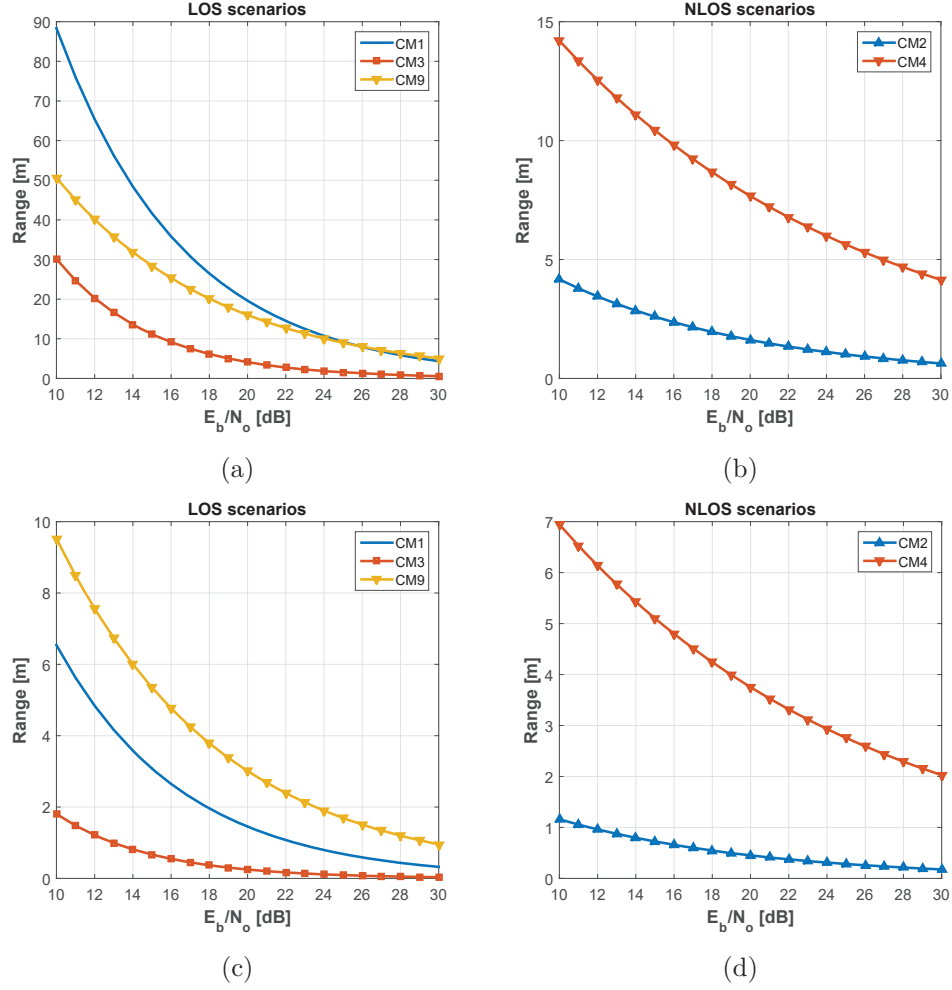 LOS scenarios
90
80
70
60
50
40
30
20
10
0
Range [m]
CM1
CM3
CM9
10 12 14 16 18 20 22 24 26 28 30
E_b/N_o [dB]
(a)
NLOS scenarios
15
10
5
0
Range [m]
CM2
CM4
10 12 14 16 18 20 22 24 26 28 30
E_b/N_o [dB]
(b)
LOS scenarios
10
8
6
4
2
0
Range [m]
CM1
CM3
CM9
10 12 14 16 18 20 22 24 26 28 30
E_b/N_o [dB]
(c)
NLOS scenarios
7
6
5
4
3
2
1
0
Range [m]
CM2
CM4
10 12 14 16 18 20 22 24 26 28 30
E_b/N_o [dB]
(d)